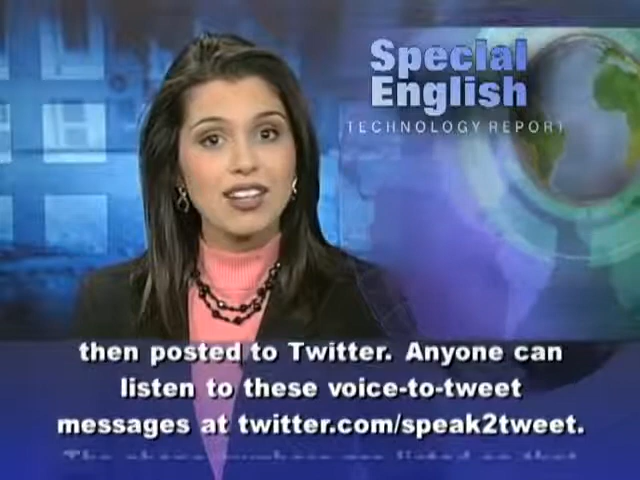 Special
English
TECHNOLOGY REPORT
then posted to Twitter. Anyone can
listen to these voice-to-tweet
messages at twitter.com/speak2tweet.